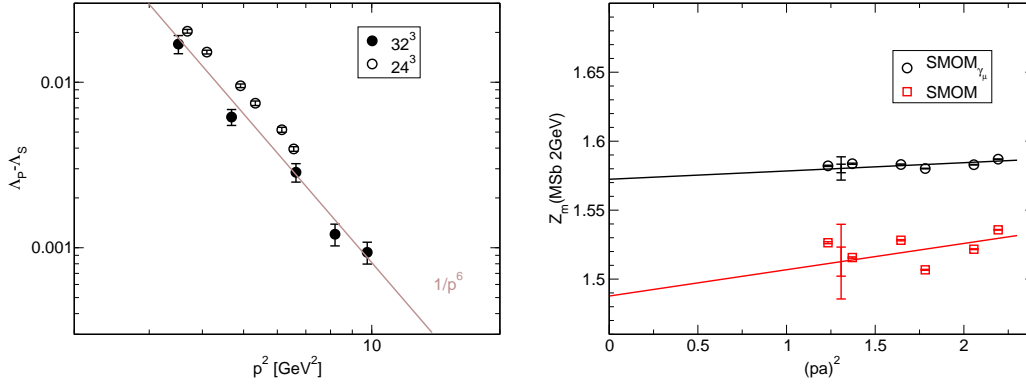 0.01
0.001
Λ_P-Λ_S
32^3
24^3
1/p^6
10
p^2 [GeV^2]
1.65
1.6
1.55
1.5
Z_m(MSb 2GeV)
SMOM_γ_μ
SMOM
0
0.5
1
1.5
2
(pa)^2